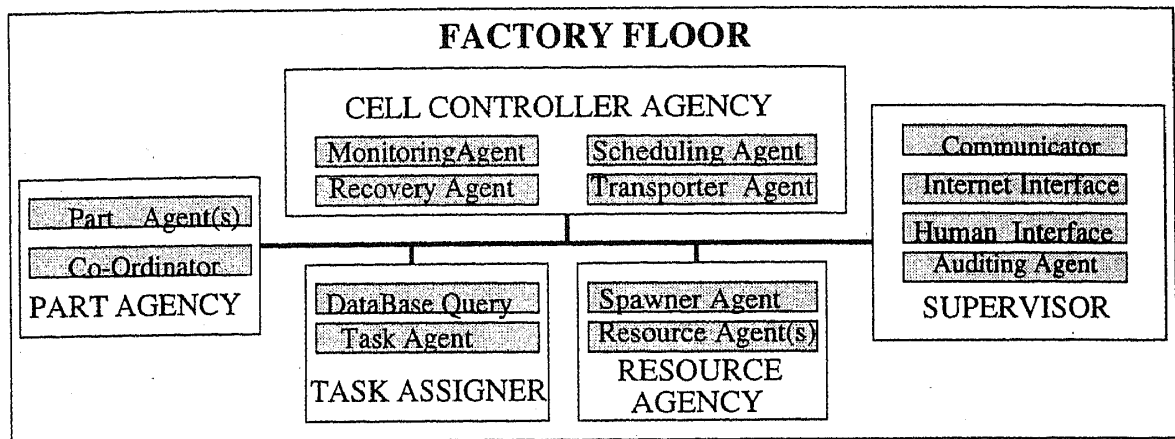 FACTORY FLOOR
CELL CONTROLLER AGENCY
MonitoringAgent
Scheduling Agent
Recovery Agent
Transporter Agent
Part Agent(s)
Co-Ordinator
PART AGENCY
DataBase Query
Task Agent
TASK ASSIGNER
Spawner Agent
Resource Agent(s)
RESOURCE
AGENCY
Communicator
Internet Interface
Human Interface
Auditing Agent
SUPERVISOR